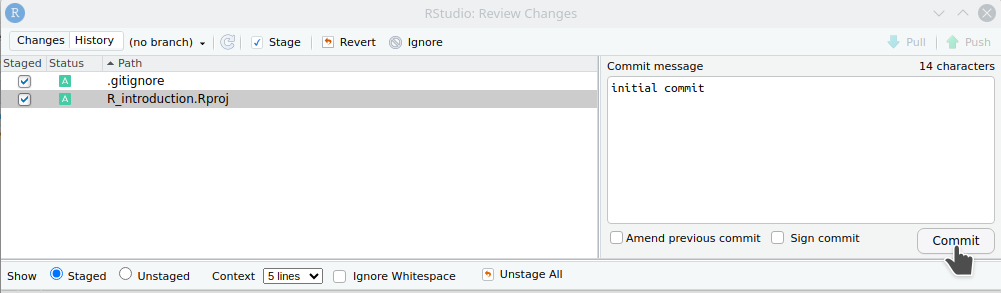 R RStudio: Review Changes
Changes History (no branch) Stage Revert Ignore Pull Push
Staged Status Path
A .gitignore
A R_introduction.Rproj
Commit message 14 characters
initial commit
Amend previous commit Sign commit Commit
Show Staged Unstaged Context 5 lines Ignore Whitespace Unstage All